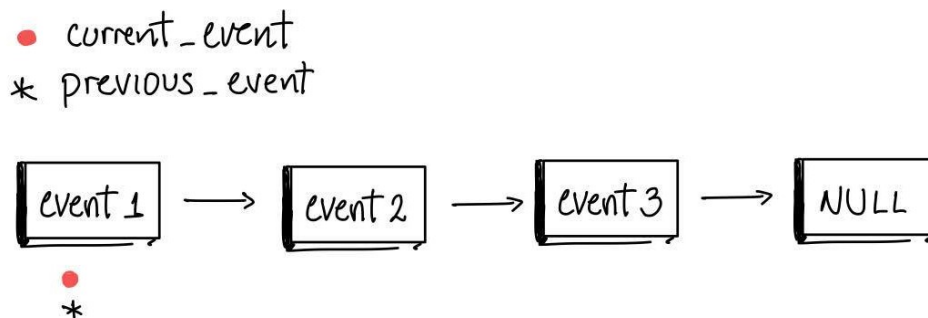 current_event
* previous_event
event 1 → event 2 → event 3 → NULL
*